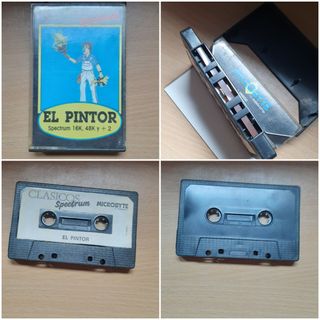 EL PINTOR
Spectrum 16K, 48K y + 2
CLASICOS
Spectrum MICROBYTE
EL PINTOR